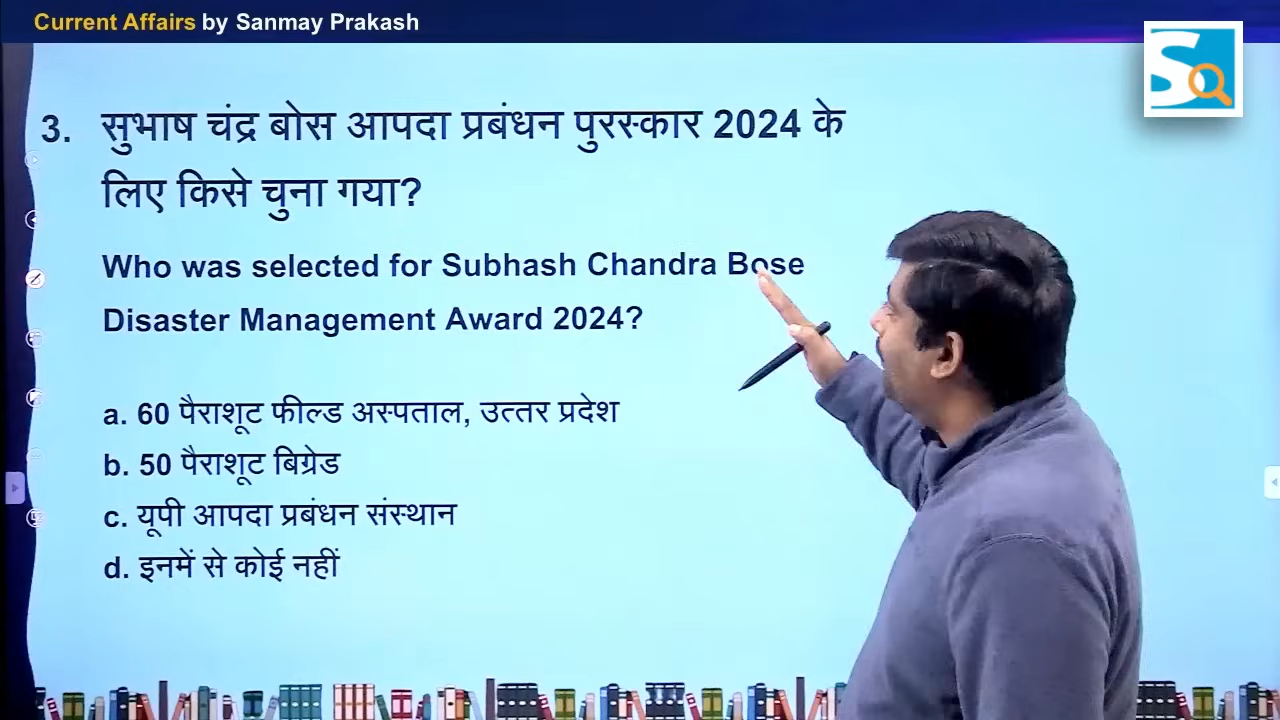 Current Affairs by Sanmay Prakash
3. सुभाष चंद्र बोस आपदा प्रबंधन पुरस्कार 2024 के
लिए किसे चुना गया?
Who was selected for Subhash Chandra Bose
Disaster Management Award 2024?
a. 60 पैराशूट फील्ड अस्पताल, उत्तर प्रदेश
b. 50 पैराशूट बिग्रेड
c. यूपी आपदा प्रबंधन संस्थान
d. इनमें से कोई नहीं